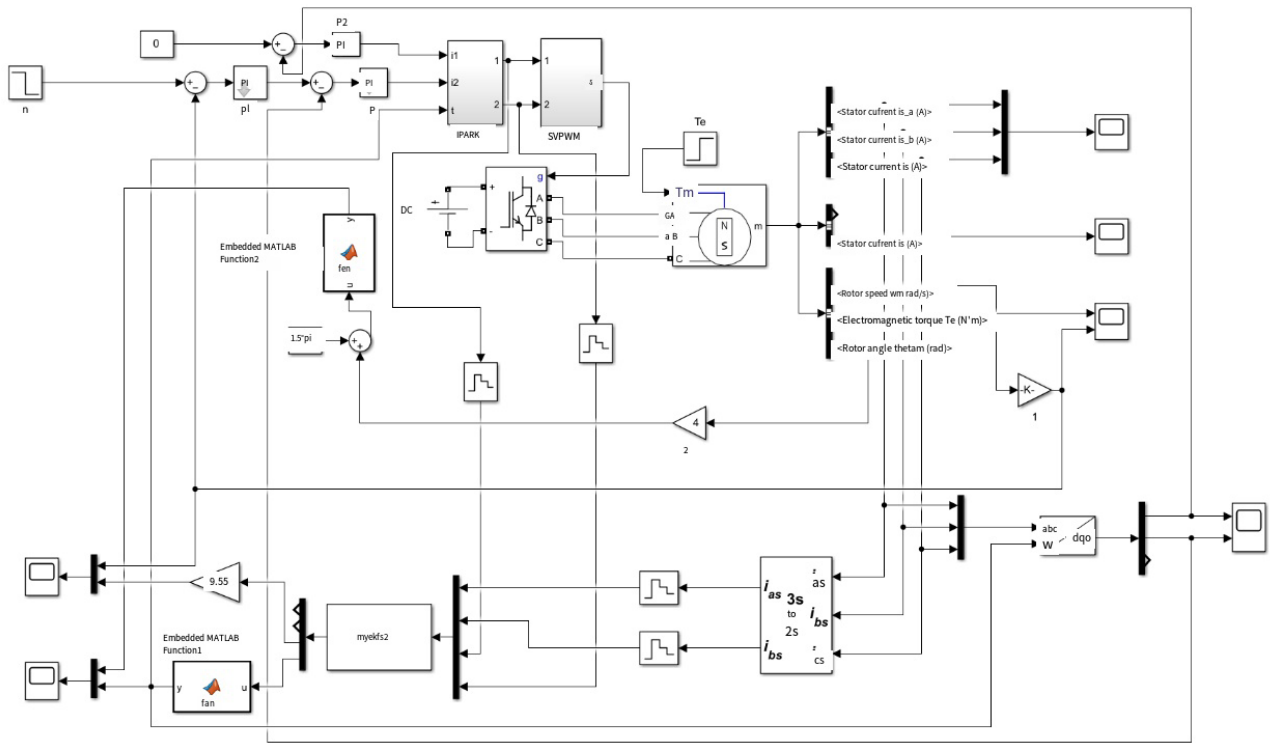 P2
0
PI
i1
1
1
n
PI
pI
PI
P
i2
2
2
s
t
IPARK
SVPWM
Te
<Stator cufrent is_a (A)>
<Stator current is_b (A)>
<Stator current is (A)>
g
Tm
DC
+
-
A
B
C
GA
a B
C
N
S
m
<Stator cufrent is (A)>
Embedded MATLAB
Function2
y
fen
u
<Rotor speed wm rad/s)>
<Electromagnetic torque Te (N'm)>
<Rotor angle thetam (rad)>
1.5"pi
-K-
1
4
2
abc
W
dqo
9.55
myekfs2
ias
ibs
3s
to
2s
as
ibs
cs
Embedded MATLAB
Function1
y
fan
u